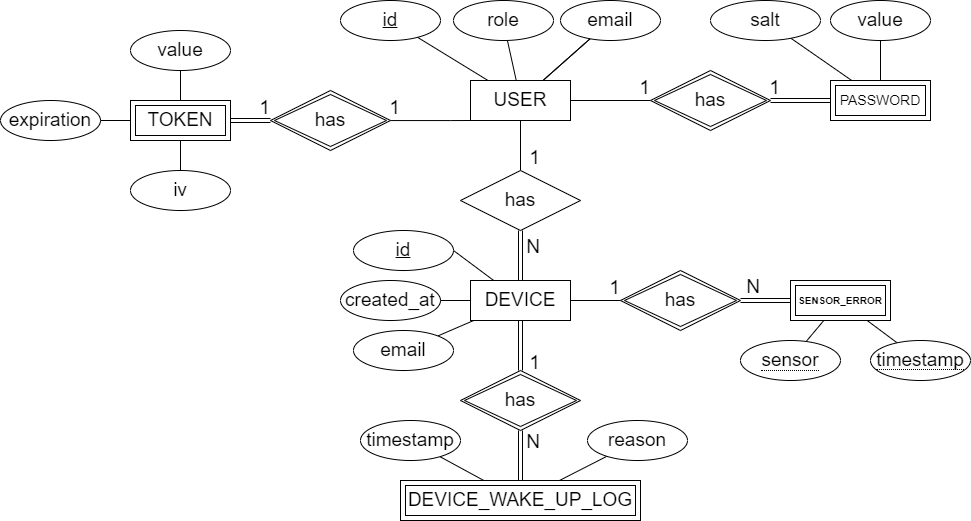 id
role
email
salt
value
value
expiration
TOKEN
1
has
1
USER
1
has
1
PASSWORD
iv
1
has
N
id
created_at
DEVICE
1
has
N
SENSOR_ERROR
email
sensor
timestamp
1
has
N
timestamp
reason
DEVICE_WAKE_UP_LOG